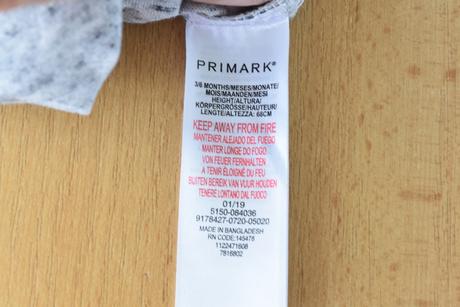 PRIMARK®
3/6 MONTHS/MESES/MONATE/
MOIS/MAANDEN/MESI
HEIGHT/ALTURA/
KÖRPERGRÖSSE/HAUTEUR/
LENGTE/ALTEZZA: 68CM
KEEP AWAY FROM FIRE
MANTENER ALEJADO DEL FUEGO
MANTER LONGE DO FOGO
VON FEUER FERNHALTEN
A TENIR ÉLOIGNÉ DU FEU
BUITEN BEREIK VAN VUUR HOUDEN
TENERE LONTANO DAL FUOCO
01/19
5150-084036
9178427-0720-05020
MADE IN BANGLADESH
RN CODE:145478
1122471608
7816802